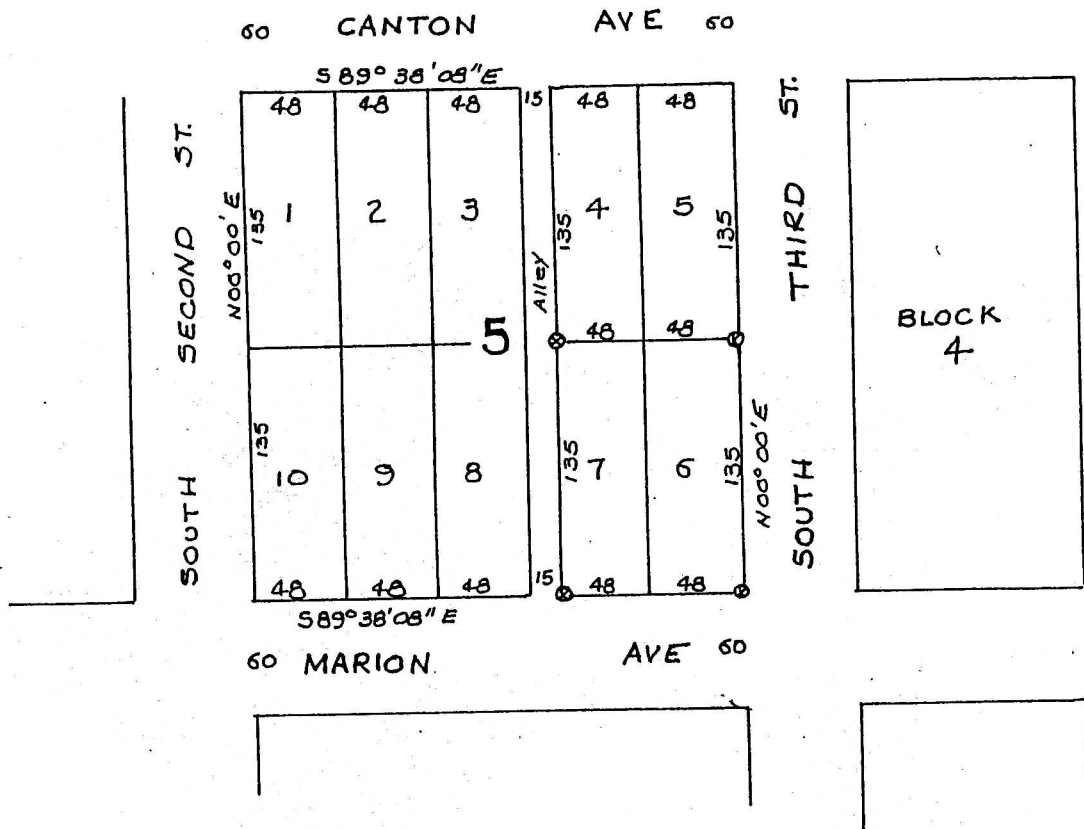 60 CANTON AVE 60
S 89° 38' 08" E
48 48 48 15 48 48
SOUTH SECOND ST.
N00°00'E
135
1 2 3
Alley
135
4 5
135
SOUTH THIRD ST.
BLOCK
4
5
48 48
135
10 9 8
135
7 6
135
N00°00'E
48 48 48 15 48 48
S89°38'08" E
60 MARION AVE 60